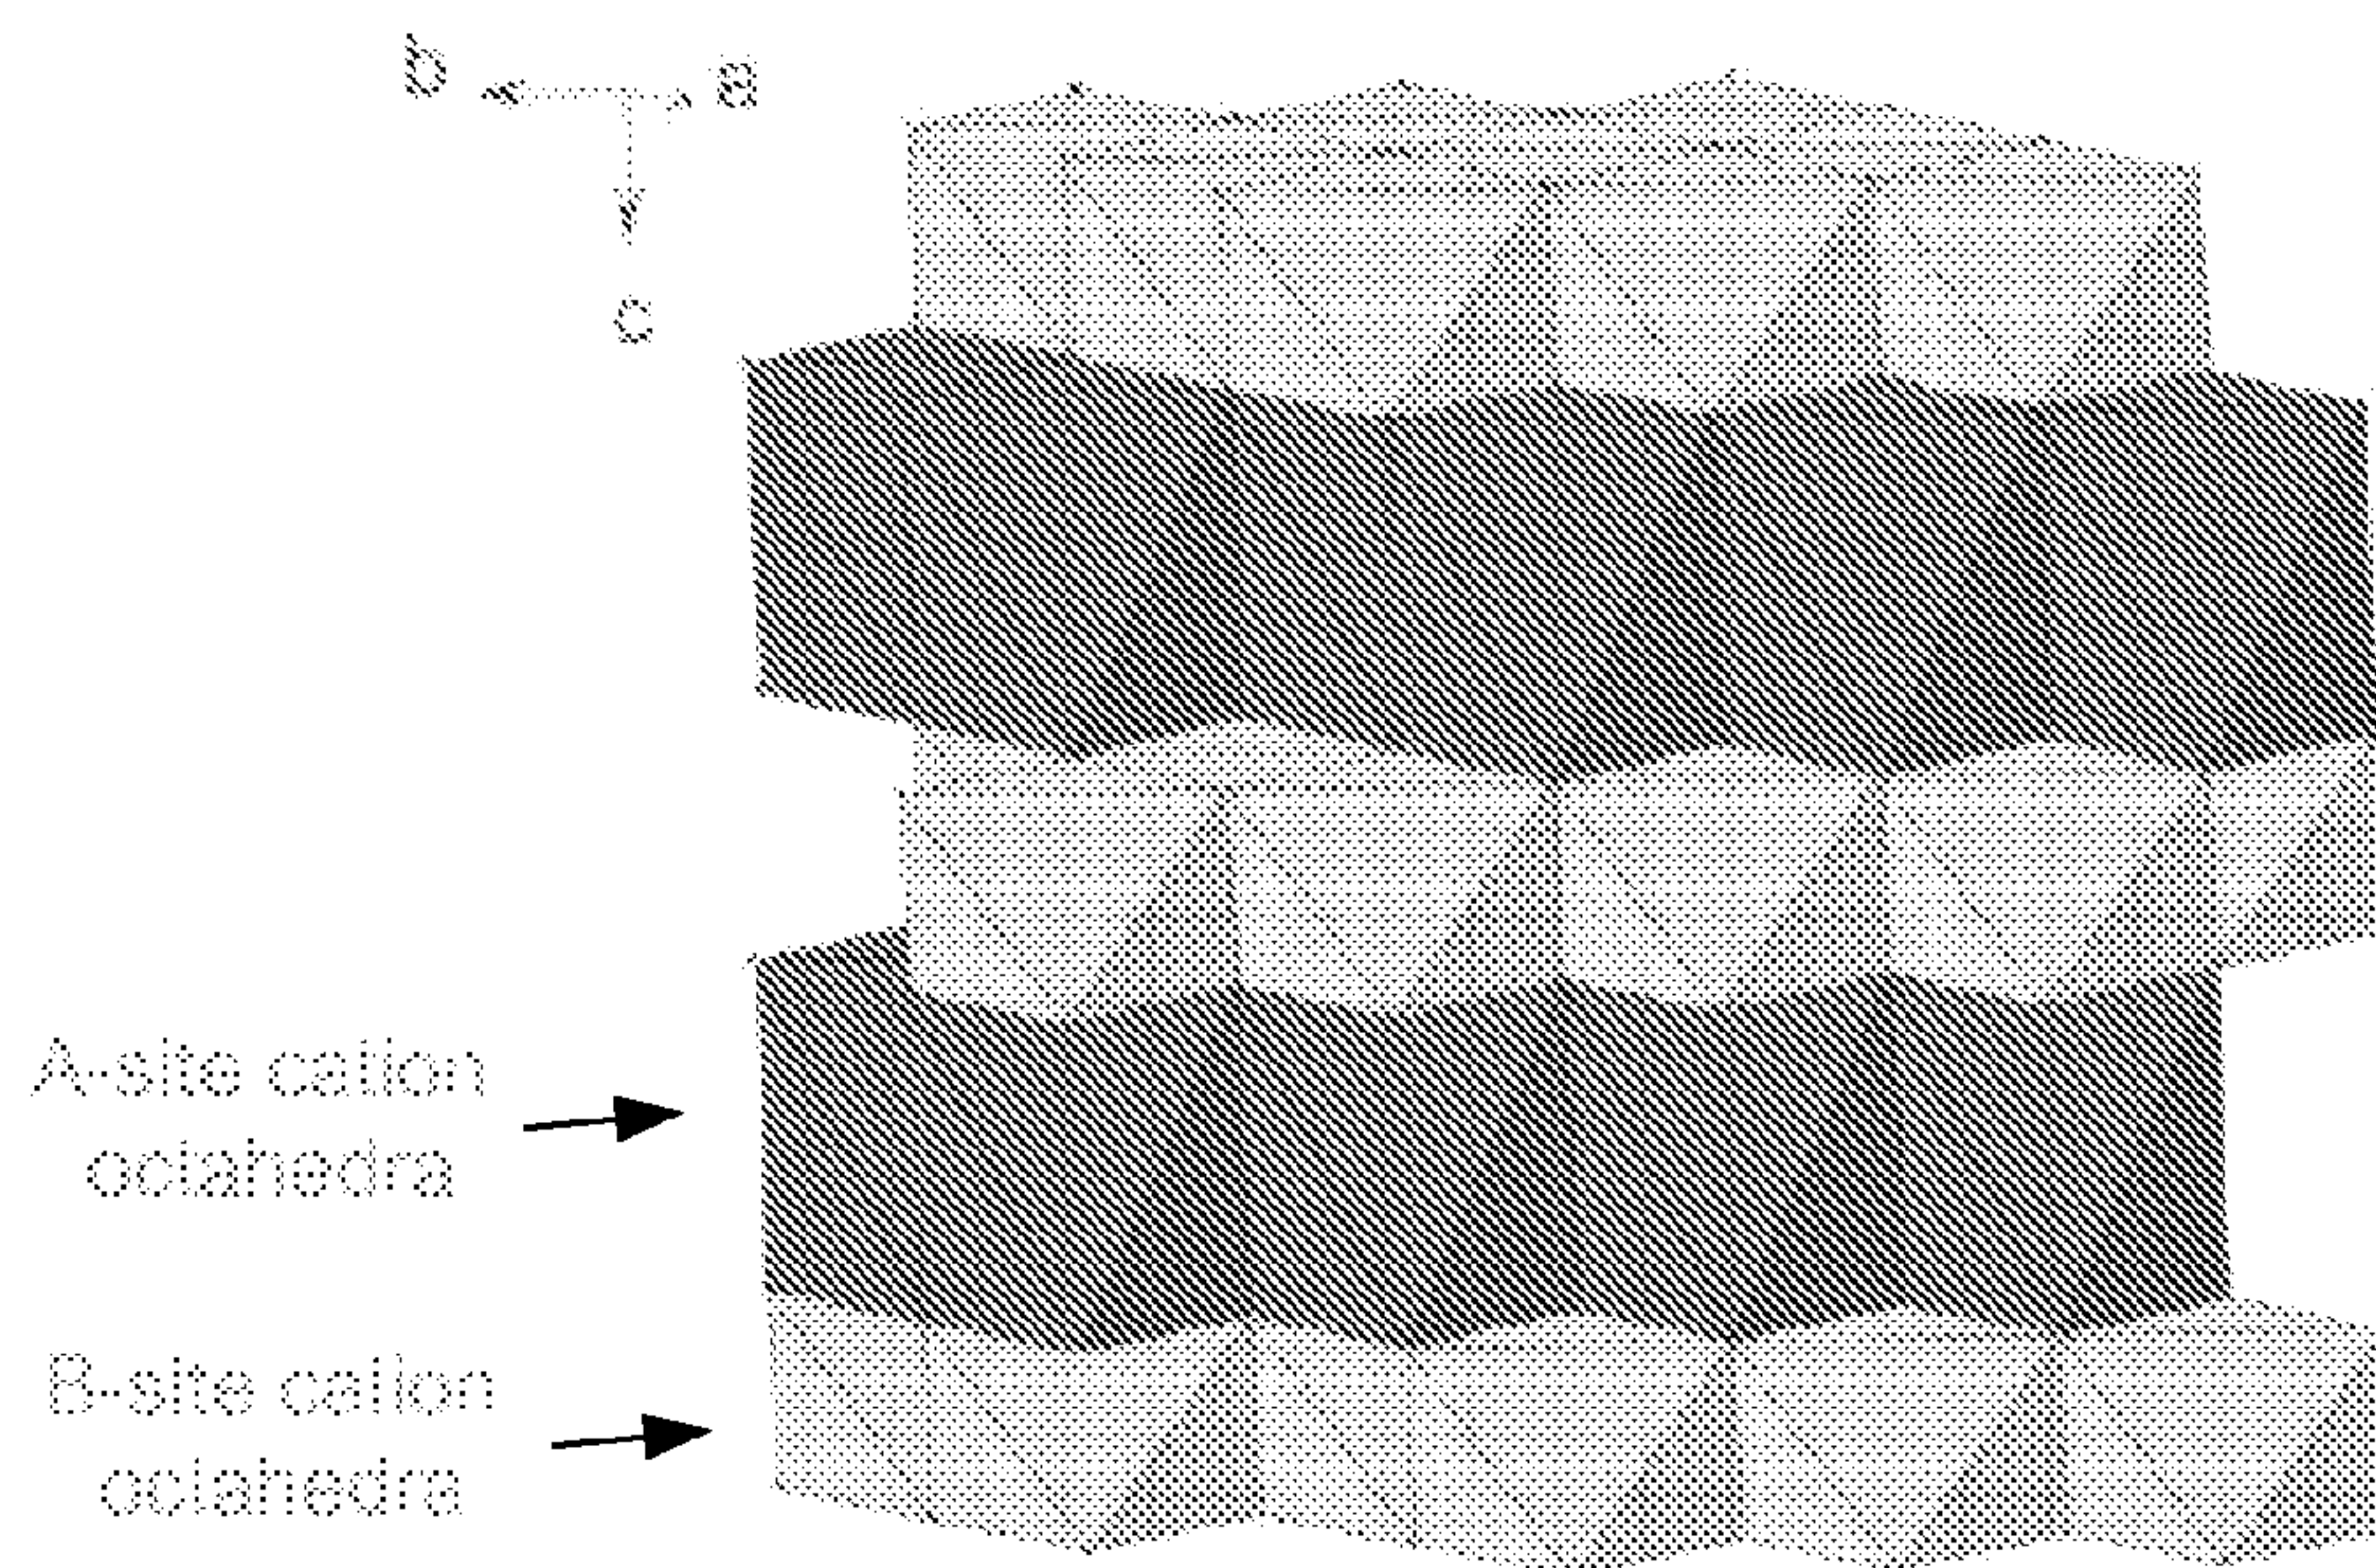 b
a
c
A-site cation
octahedra
B-site cation
octahedra